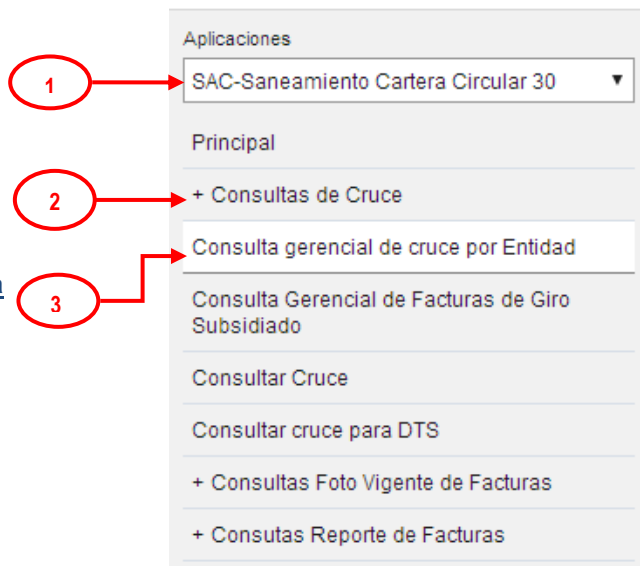 Aplicaciones
1
SAC-Saneamiento Cartera Circular 30
Principal
2
+ Consultas de Cruce
Consulta gerencial de cruce por Entidad
3
Consulta Gerencial de Facturas de Giro
Subsidiado
Consultar Cruce
Consultar cruce para DTS
+ Consultas Foto Vigente de Facturas
+ Consutas Reporte de Facturas